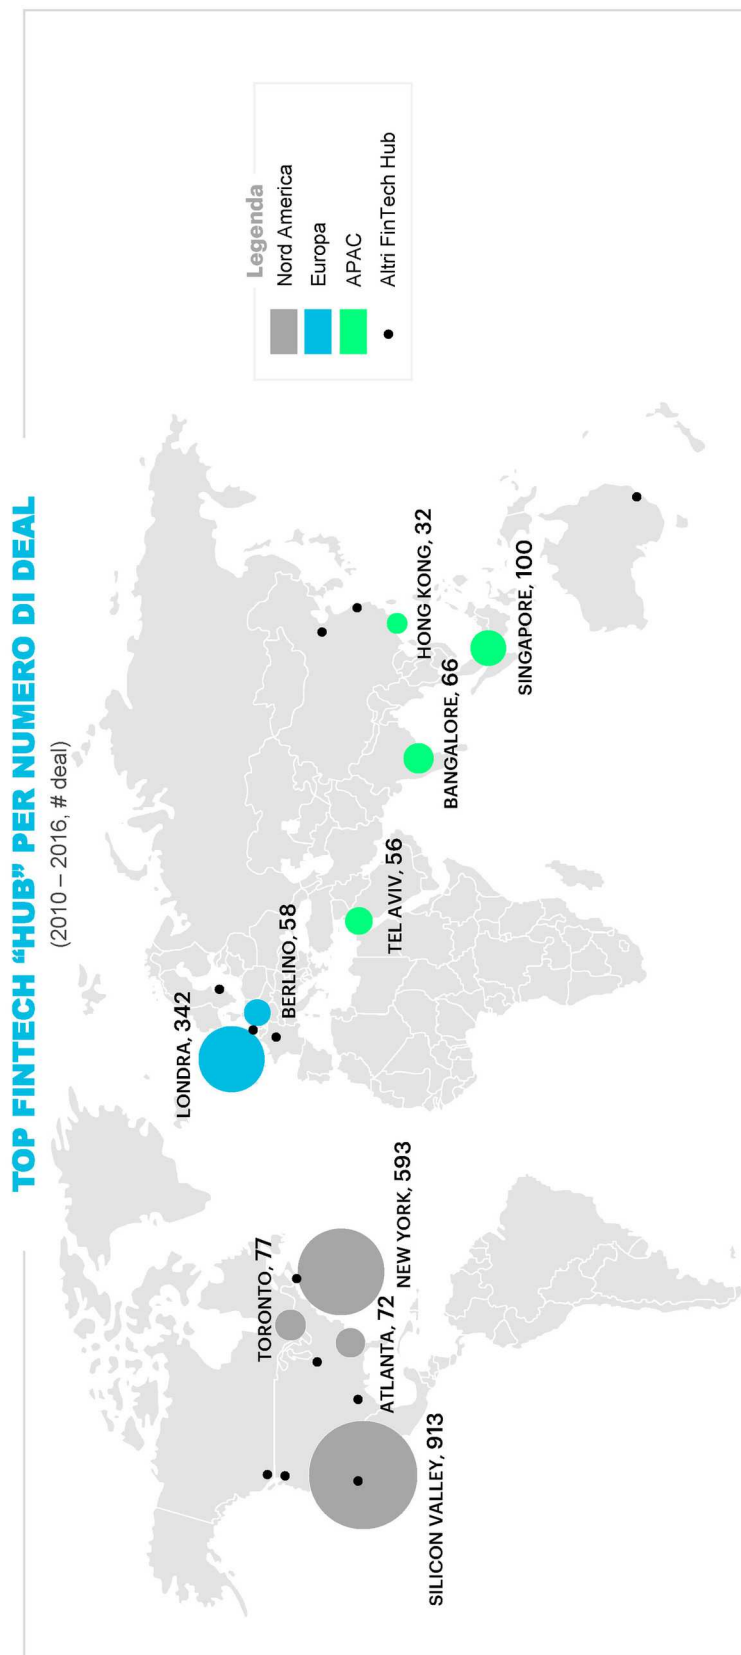 TOP FINTECH “HUB” PER NUMERO DI DEAL
(2010 – 2016, # deal)
Legenda
Nord America
Europa
APAC
Altri FinTech Hub
LONDRA, 342
BERLINO, 58
TORONTO, 77
NEW YORK, 593
ATLANTA, 72
SILICON VALLEY, 913
TEL AVIV, 56
BANGALORE, 66
HONG KONG, 32
SINGAPORE, 100